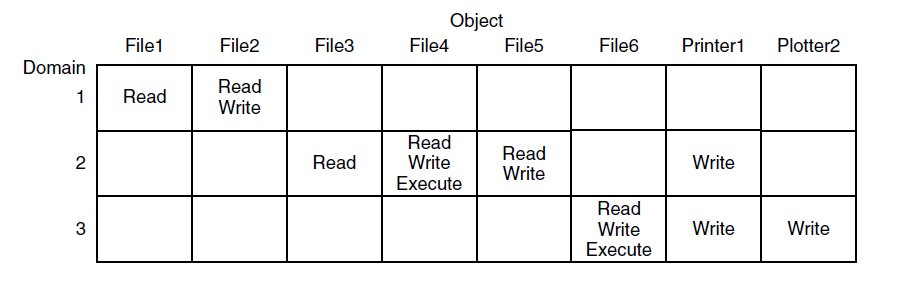 Object
File1 File2 File3 File4 File5 File6 Printer1 Plotter2
Domain
1 Read Read
Write
2 Read Read
Write
Execute Read
Write Write
3 Read
Write
Execute Write Write